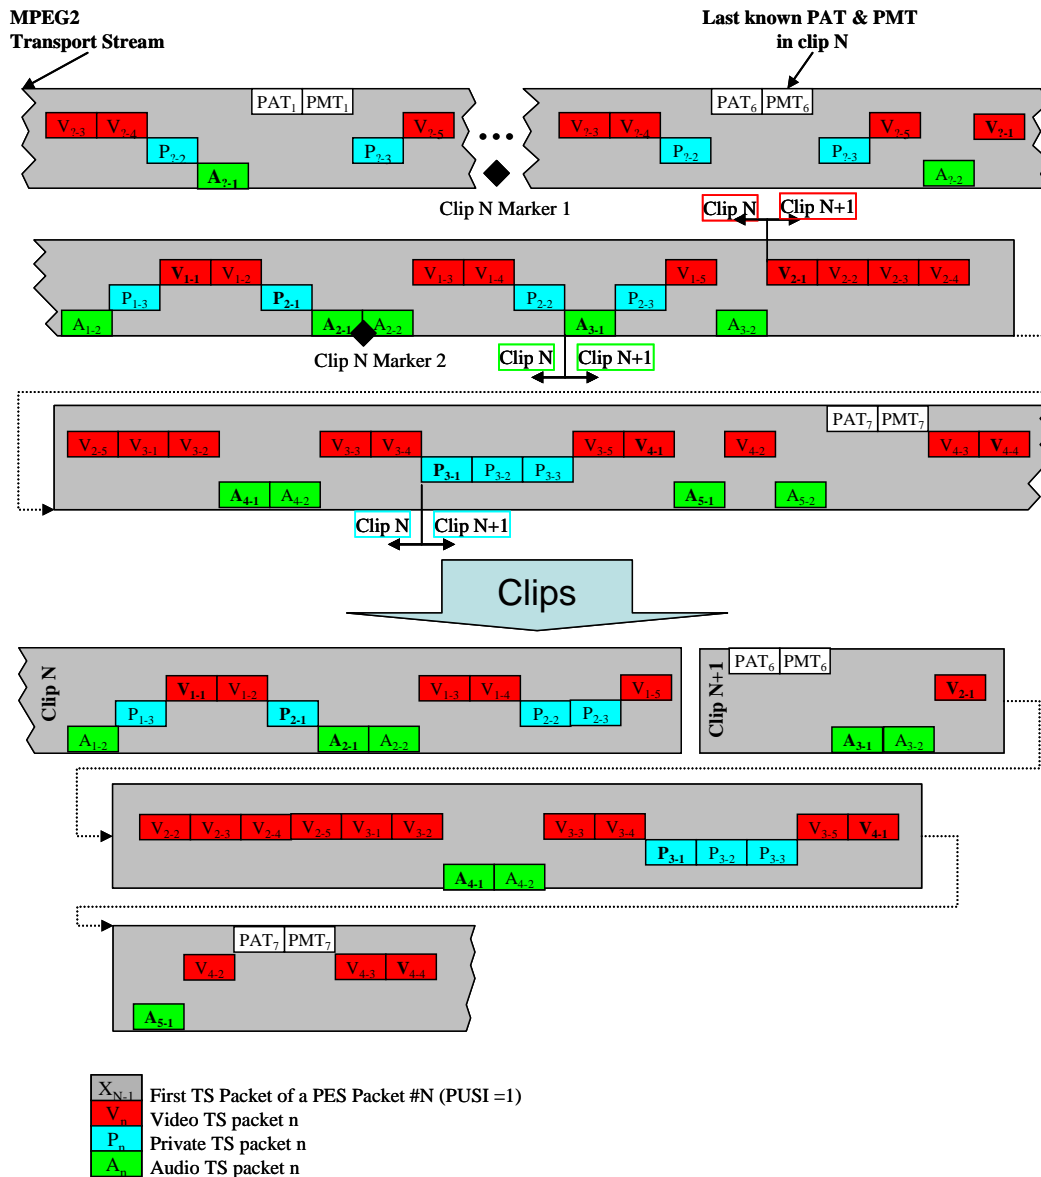 MPEG2
Transport Stream
Last known PAT & PMT
in clip N
PAT1 PMT1 PAT6 PMT6
V?-3 V?-4 V?-5 V?-3 V?-4 V?-5 V?-1
P?-2 P?-3 P?-2 P?-3
A?-1 A?-2
Clip N Marker 1
Clip N Clip N+1
V1-1 V1-2 V1-3 V1-4 V1-5 V2-1 V2-2 V2-3 V2-4
P1-3 P2-1 P2-2 P2-3
A1-2 A2-1 A2-2 A3-1 A3-2
Clip N Marker 2
Clip N Clip N+1
PAT7 PMT7
V2-5 V3-1 V3-2 V3-3 V3-4 V3-5 V4-1 V4-2 V4-3 V4-4
P3-1 P3-2 P3-3
A4-1 A4-2 A5-1 A5-2
Clip N Clip N+1
Clips
Clip N
V1-1 V1-2 V1-3 V1-4 V1-5
P1-3 P2-1 P2-2 P2-3
A1-2 A2-1 A2-2
Clip N+1
PAT6 PMT6
V2-1
A3-1 A3-2
V2-2 V2-3 V2-4 V2-5 V3-1 V3-2 V3-3 V3-4 V3-5 V4-1
P3-1 P3-2 P3-3
A4-1 A4-2
PAT7 PMT7
V4-2 V4-3 V4-4
A5-1
XN-1 First TS Packet of a PES Packet #N (PUSI =1)
Vn Video TS packet n
Pn Private TS packet n
An Audio TS packet n